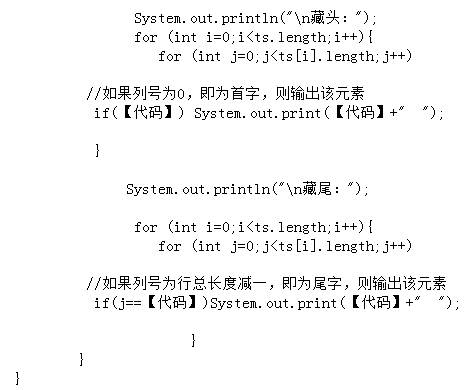 System.out.println("\n藏头：");
for (int i=0;i<ts.length;i++){
for (int j=0;j<ts[i].length;j++)
//如果列号为0，即为首字，则输出该元素
if(【代码】) System.out.print(【代码】+"  ");
}
System.out.println("\n藏尾：");
for (int i=0;i<ts.length;i++){
for (int j=0;j<ts[i].length;j++)
//如果列号为行总长度减一，即为尾字，则输出该元素
if(j==【代码】)System.out.print(【代码】+"  ");
}
}
}